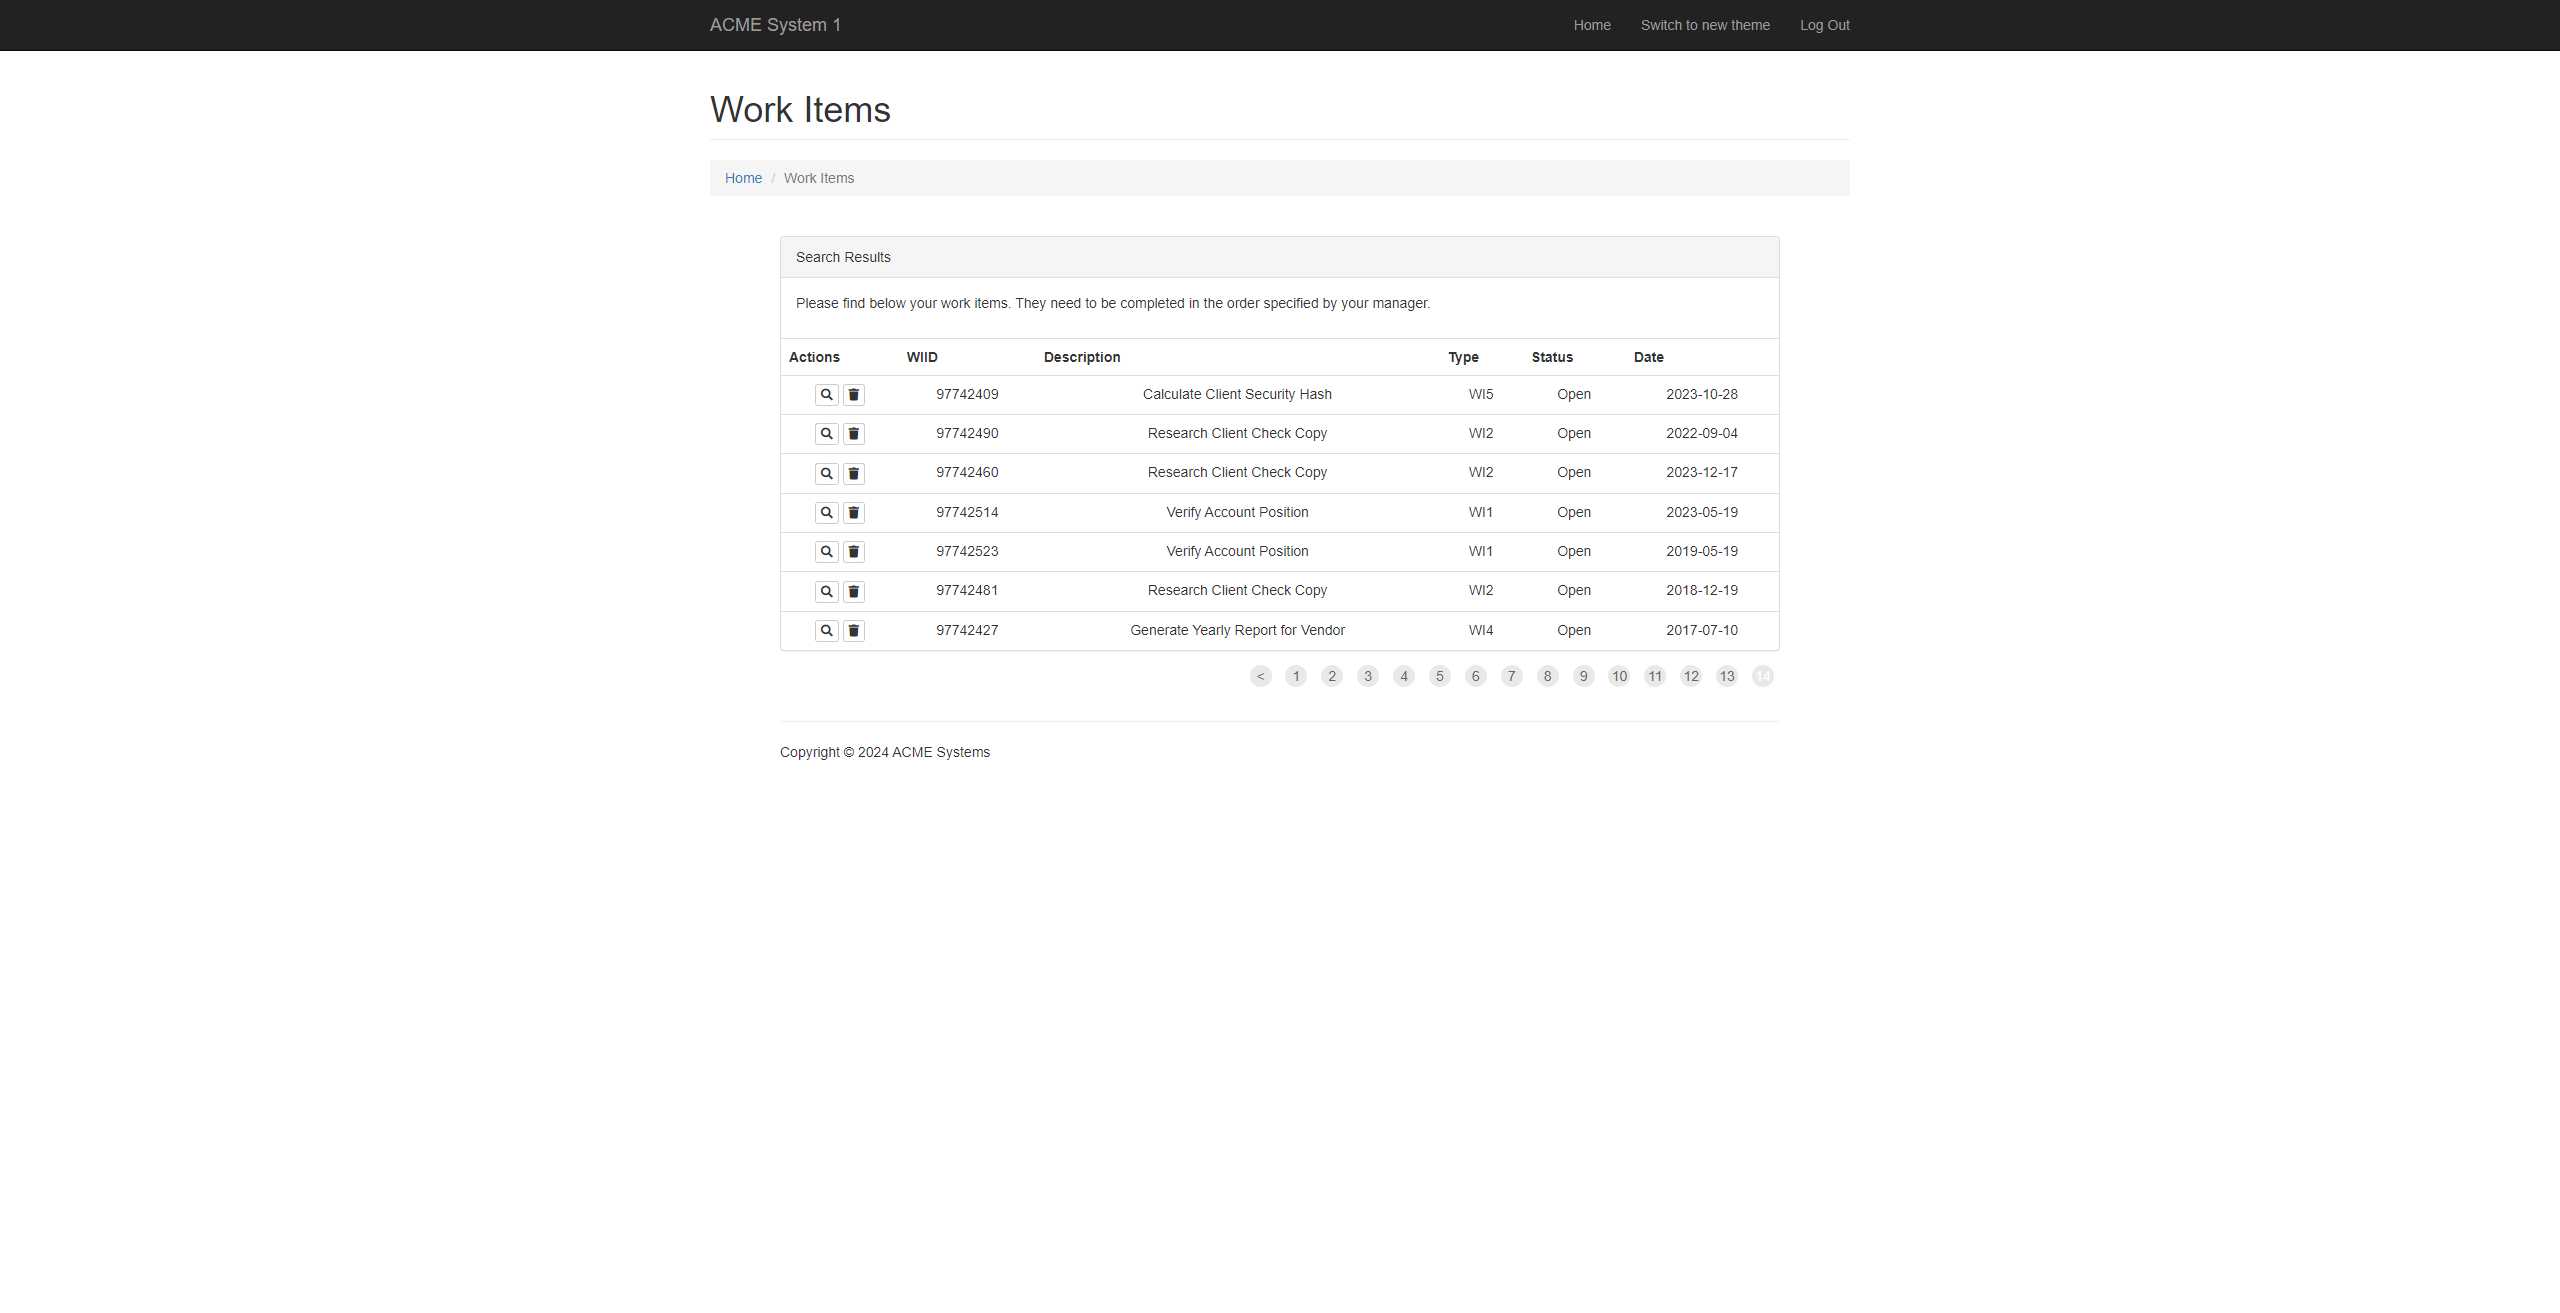 ACME System 1 Home Switch to new theme Log Out
Work Items
Home / Work Items
Search Results
Please find below your work items. They need to be completed in the order specified by your manager.
Actions WIID Description Type Status Date
97742409 Calculate Client Security Hash WI5 Open 2023-10-28
97742490 Research Client Check Copy WI2 Open 2022-09-04
97742460 Research Client Check Copy WI2 Open 2023-12-17
97742514 Verify Account Position WI1 Open 2023-05-19
97742523 Verify Account Position WI1 Open 2019-05-19
97742481 Research Client Check Copy WI2 Open 2018-12-19
97742427 Generate Yearly Report for Vendor WI4 Open 2017-07-10
< 1 2 3 4 5 6 7 8 9 10 11 12 13 14
Copyright © 2024 ACME Systems